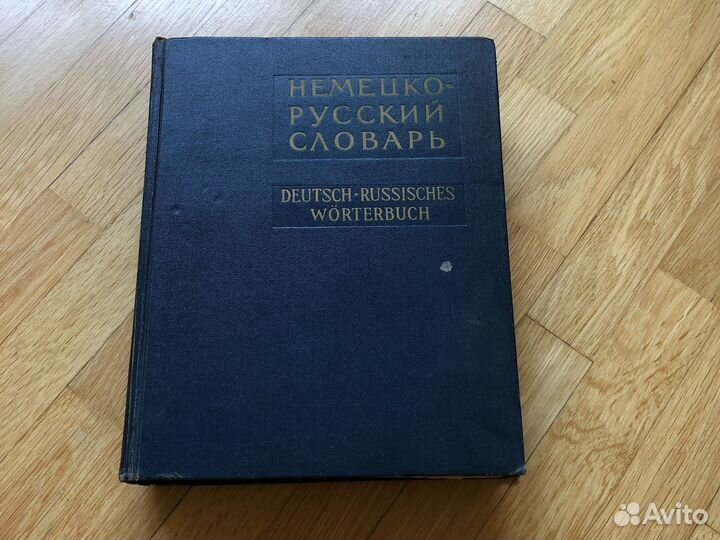 НЕМЕЦКО-
РУССКИЙ
СЛОВАРЬ
DEUTSCH-RUSSISCHES
WÖRTERBUCH
Avito